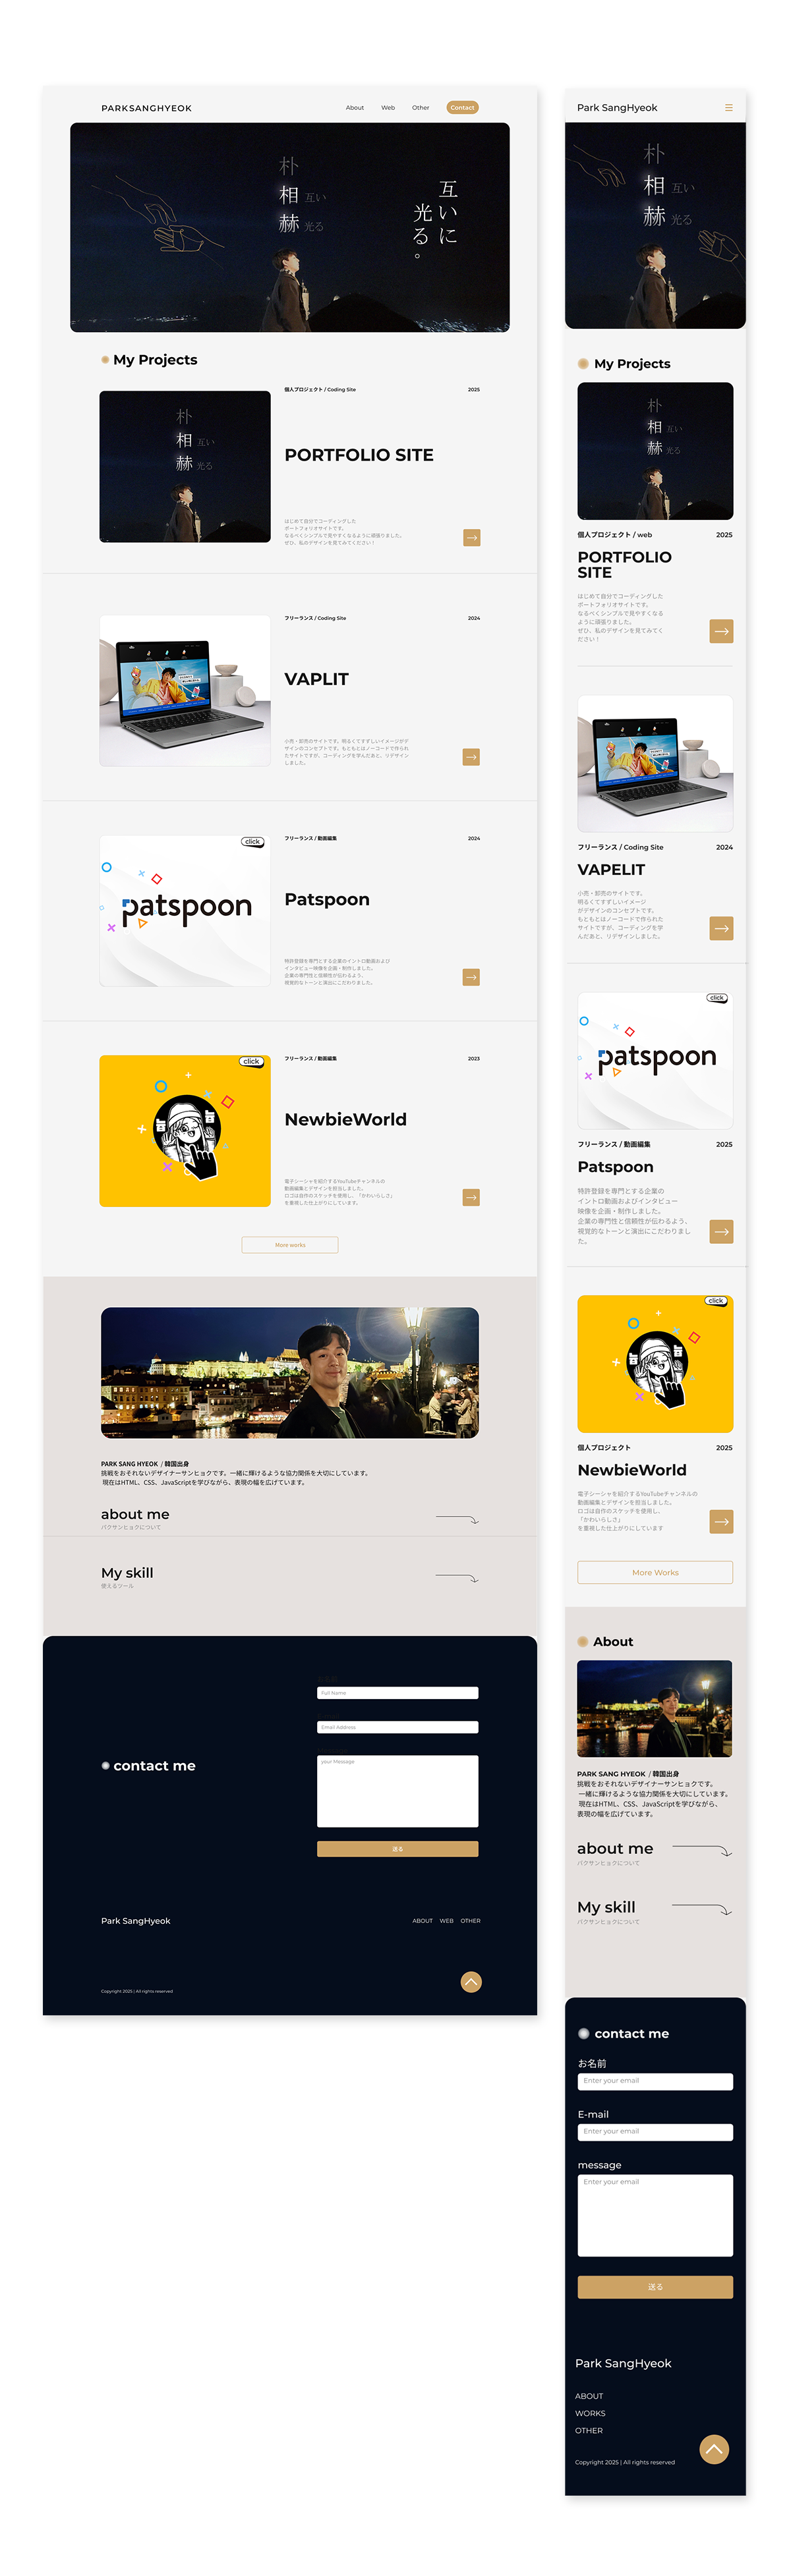 PARKSANGHYEOK
About Web Other Contact
朴
相 互い
赫 光る
互いに
光る。
My Projects
個人プロジェクト / Coding Site 2025
朴
相 互い
赫 光る
PORTFOLIO SITE
はじめて自分でコーディングした
ポートフォリオサイトです。
なるべくシンプルで見やすくなるように頑張りました。
ぜひ、私のデザインを見てみてください！
フリーランス / Coding Site 2024
VAPLIT
小売・卸売のサイトです。明るくてすずしいイメージがデ
ザインのコンセプトです。もともとはノーコードで作られ
たサイトですが、コーディングを学んだあと、リデザイン
しました。
フリーランス / 動画編集 2024
click
patspoon
Patspoon
特許登録を専門とする企業のイントロ動画および
インタビュー映像を企画・制作しました。
企業の専門性と信頼性が伝わるよう、
視覚的なトーンと演出にこだわりました。
フリーランス / 動画編集 2023
click
NewbieWorld
電子シーシャを紹介するYouTubeチャンネルの
動画編集とデザインを担当しました。
ロゴは自作のスケッチを使用し、「かわいらしさ」
を重視した仕上がりにしています。
More works
PARK SANG HYEOK / 韓国出身
挑戦をおそれないデザイナーサンヒョクです。一緒に輝けるような協力関係を大切にしています。
現在はHTML、CSS、JavaScriptを学びながら、表現の幅を広げています。
about me
パクサンヒョクについて
My skill
使えるツール
contact me
Full Name
Email Address
your Message
送る
Park SangHyeok
ABOUT WEB OTHER
Copyright 2025 | All rights reserved
Park SangHyeok
朴
相 互い
赫 光る
My Projects
朴
相 互い
赫 光る
個人プロジェクト / web 2025
PORTFOLIO
SITE
はじめて自分でコーディングした
ポートフォリオサイトです。
なるべくシンプルで見やすくなる
ように頑張りました。
ぜひ、私のデザインを見てみてく
ださい！
フリーランス / Coding Site 2024
VAPELIT
小売・卸売のサイトです。
明るくてすずしいイメージ
がデザインのコンセプトです。
もともとはノーコードで作られた
サイトですが、コーディングを学
んだあと、リデザインしました。
click
patspoon
フリーランス / 動画編集 2025
Patspoon
特許登録を専門とする企業の
イントロ動画およびインタビュー
映像を企画・制作しました。
企業の専門性と信頼性が伝わるよう、
視覚的なトーンと演出にこだわりまし
た。
click
個人プロジェクト 2025
NewbieWorld
電子シーシャを紹介するYouTubeチャンネルの
動画編集とデザインを担当しました。
ロゴは自作のスケッチを使用し、
「かわいらしさ」
を重視した仕上がりにしています
More Works
About
PARK SANG HYEOK / 韓国出身
挑戦をおそれないデザイナーサンヒョクです。
一緒に輝けるような協力関係を大切にしています。
現在はHTML、CSS、JavaScriptを学びながら、
表現の幅を広げています。
about me
パクサンヒョクについて
My skill
パクサンヒョクについて
contact me
お名前
Enter your email
E-mail
Enter your email
message
Enter your email
送る
Park SangHyeok
ABOUT
WORKS
OTHER
Copyright 2025 | All rights reserved